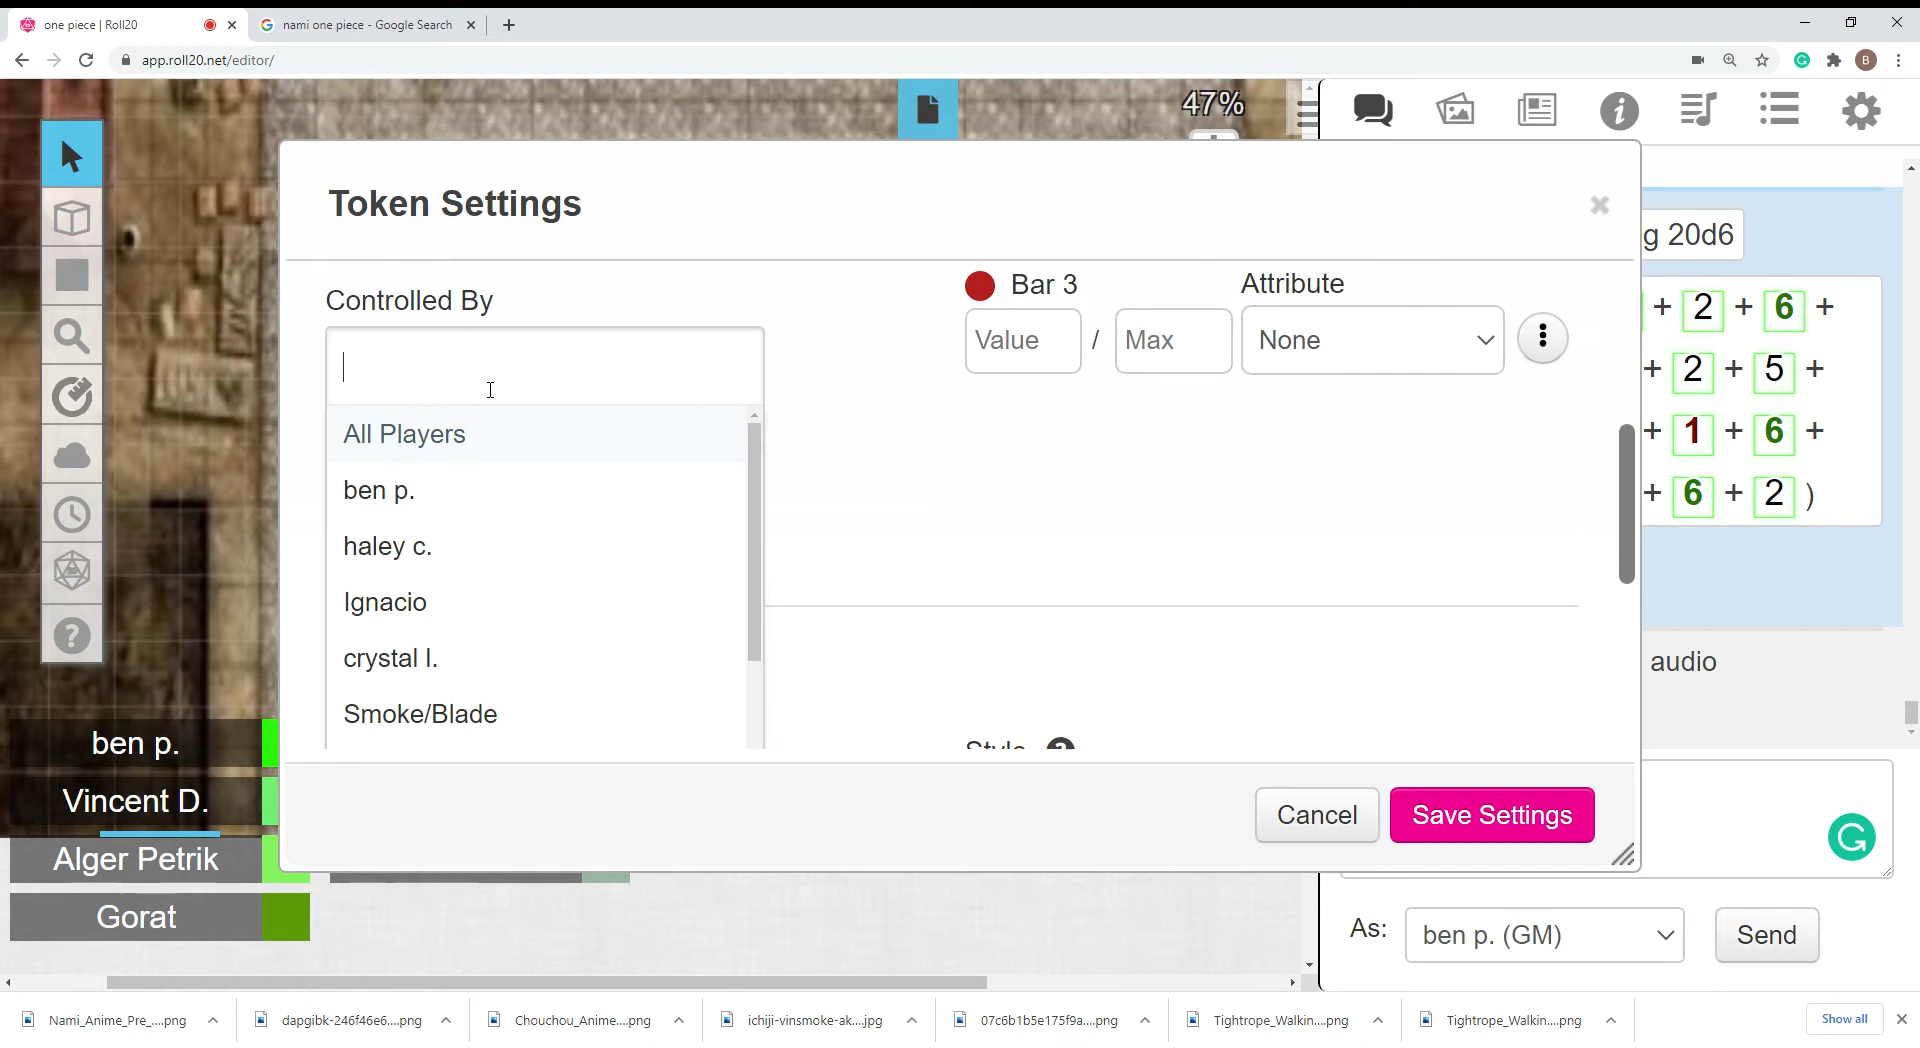 one piece | Roll20
nami one piece - Google Search
app.roll20.net/editor/
B
47%
Token Settings
g 20d6
Controlled By
Bar 3
Attribute
Value / Max
None
+ 2 + 6 +
+ 2 + 5 +
+ 1 + 6 +
+ 6 + 2 )
All Players
ben p.
haley c.
Ignacio
crystal l.
Smoke/Blade
Style
audio
ben p.
Vincent D.
Alger Petrik
Gorat
Cancel
Save Settings
As:
ben p. (GM)
Send
Nami_Anime_Pre_....png
dapgibk-246f46e6....png
Chouchou_Anime....png
ichiji-vinsmoke-ak....jpg
07c6b1b5e175f9a....png
Tightrope_Walkin....png
Tightrope_Walkin....png
Show all